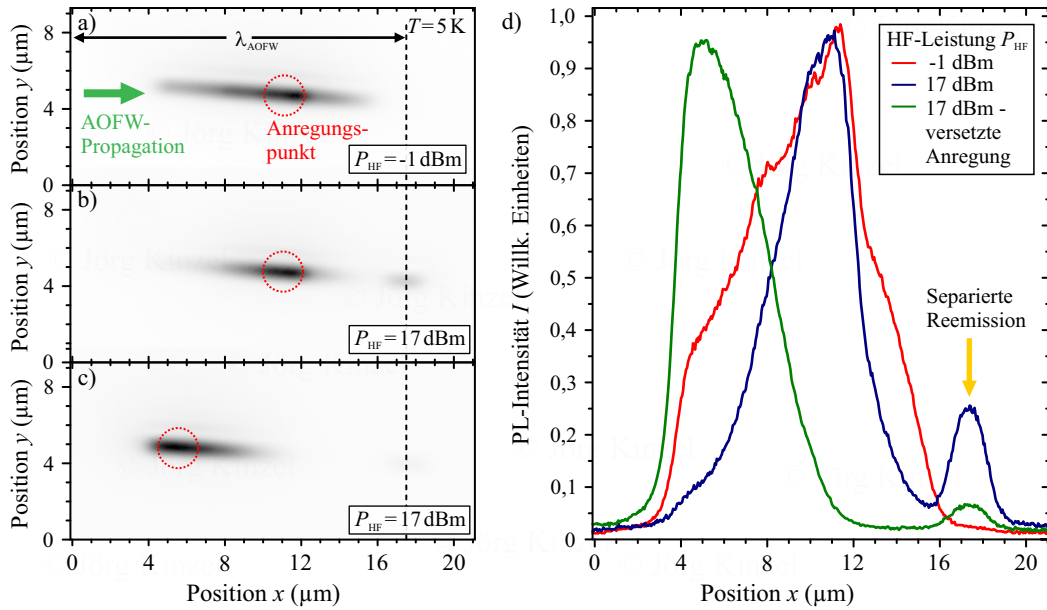 a)
T = 5 K
λAOFW
AOFW-
Propagation
Anregungs-
punkt
PHF = -1 dBm
Position y (µm)
8
4
0
b)
PHF = 17 dBm
Position y (µm)
8
4
0
c)
PHF = 17 dBm
Position y (µm)
8
4
0
0 4 8 12 16 20
Position x (µm)
d)
HF-Leistung PHF
-1 dBm
17 dBm
17 dBm -
versetzte
Anregung
Separierte
Reemission
PL-Intensität I (Willk. Einheiten)
1,0
0,9
0,8
0,7
0,6
0,5
0,4
0,3
0,2
0,1
0
0 4 8 12 16 20
Position x (µm)
© Jörg Kinzel